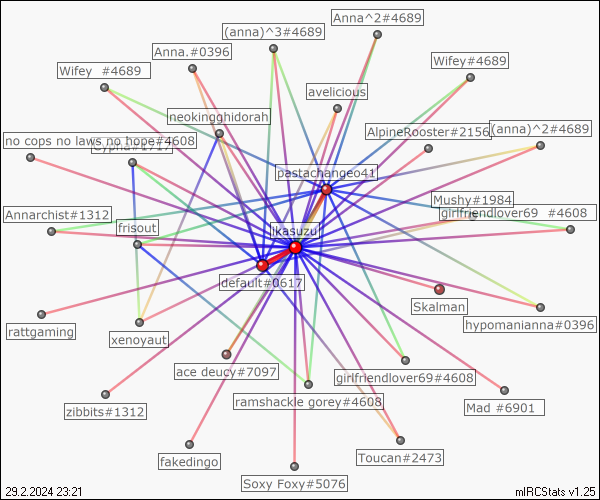 Anna^2#4689
(anna)^3#4689
Anna.#0396
Wifey #4689
Wifey#4689
avelicious
neokingghidorah
AlpineRooster#2156
(anna)^2#4689
no cops no laws no hope#4608
pastachangeo41
Mushy#1984
Annarchist#1312
girlfriendlover69 #4608
frisout
ikasuzu
default#0617
Skalman
rattgaming
xenoyaut
hypomanianna#0396
ace deucy#7097
girlfriendlover69#4608
zibbits#1312
ramshackle gorey#4608
Mad #6901
fakedingo
Toucan#2473
Soxy Foxy#5076
29.2.2024 23:21
mIRCStats v1.25